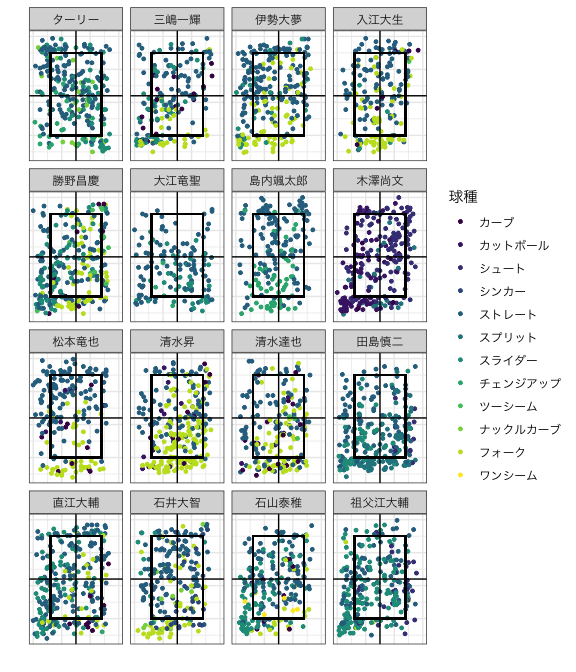 ターリー
三嶋一輝
伊勢大夢
入江大生
勝野昌慶
大江竜聖
島内颯太郎
木澤尚文
松本竜也
清水昇
清水達也
田島慎二
直江大輔
石井大智
石山泰稚
祖父江大輔
球種
カーブ
カットボール
シュート
シンカー
ストレート
スプリット
スライダー
チェンジアップ
ツーシーム
ナックルカーブ
フォーク
ワンシーム